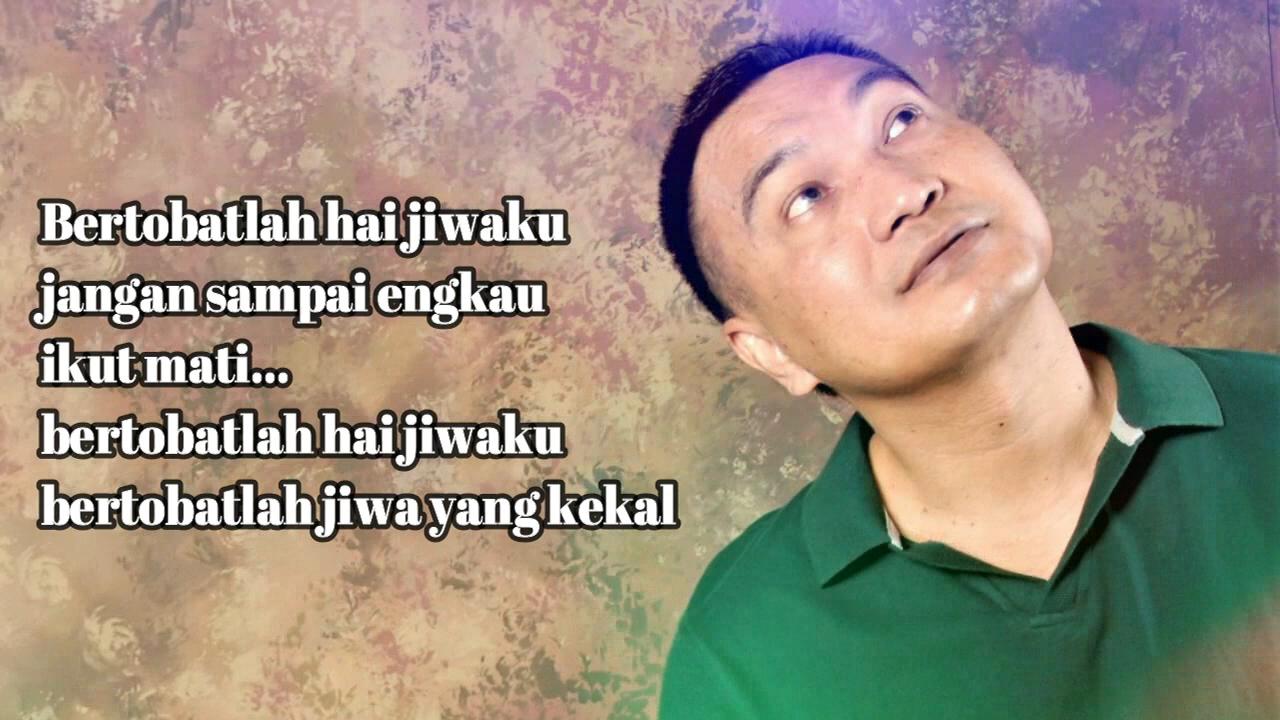 Bertobatlah hai jiwaku
jangan sampai engkau
ikut mati...
bertobatlah hai jiwaku
bertobatlah jiwa yang kekal